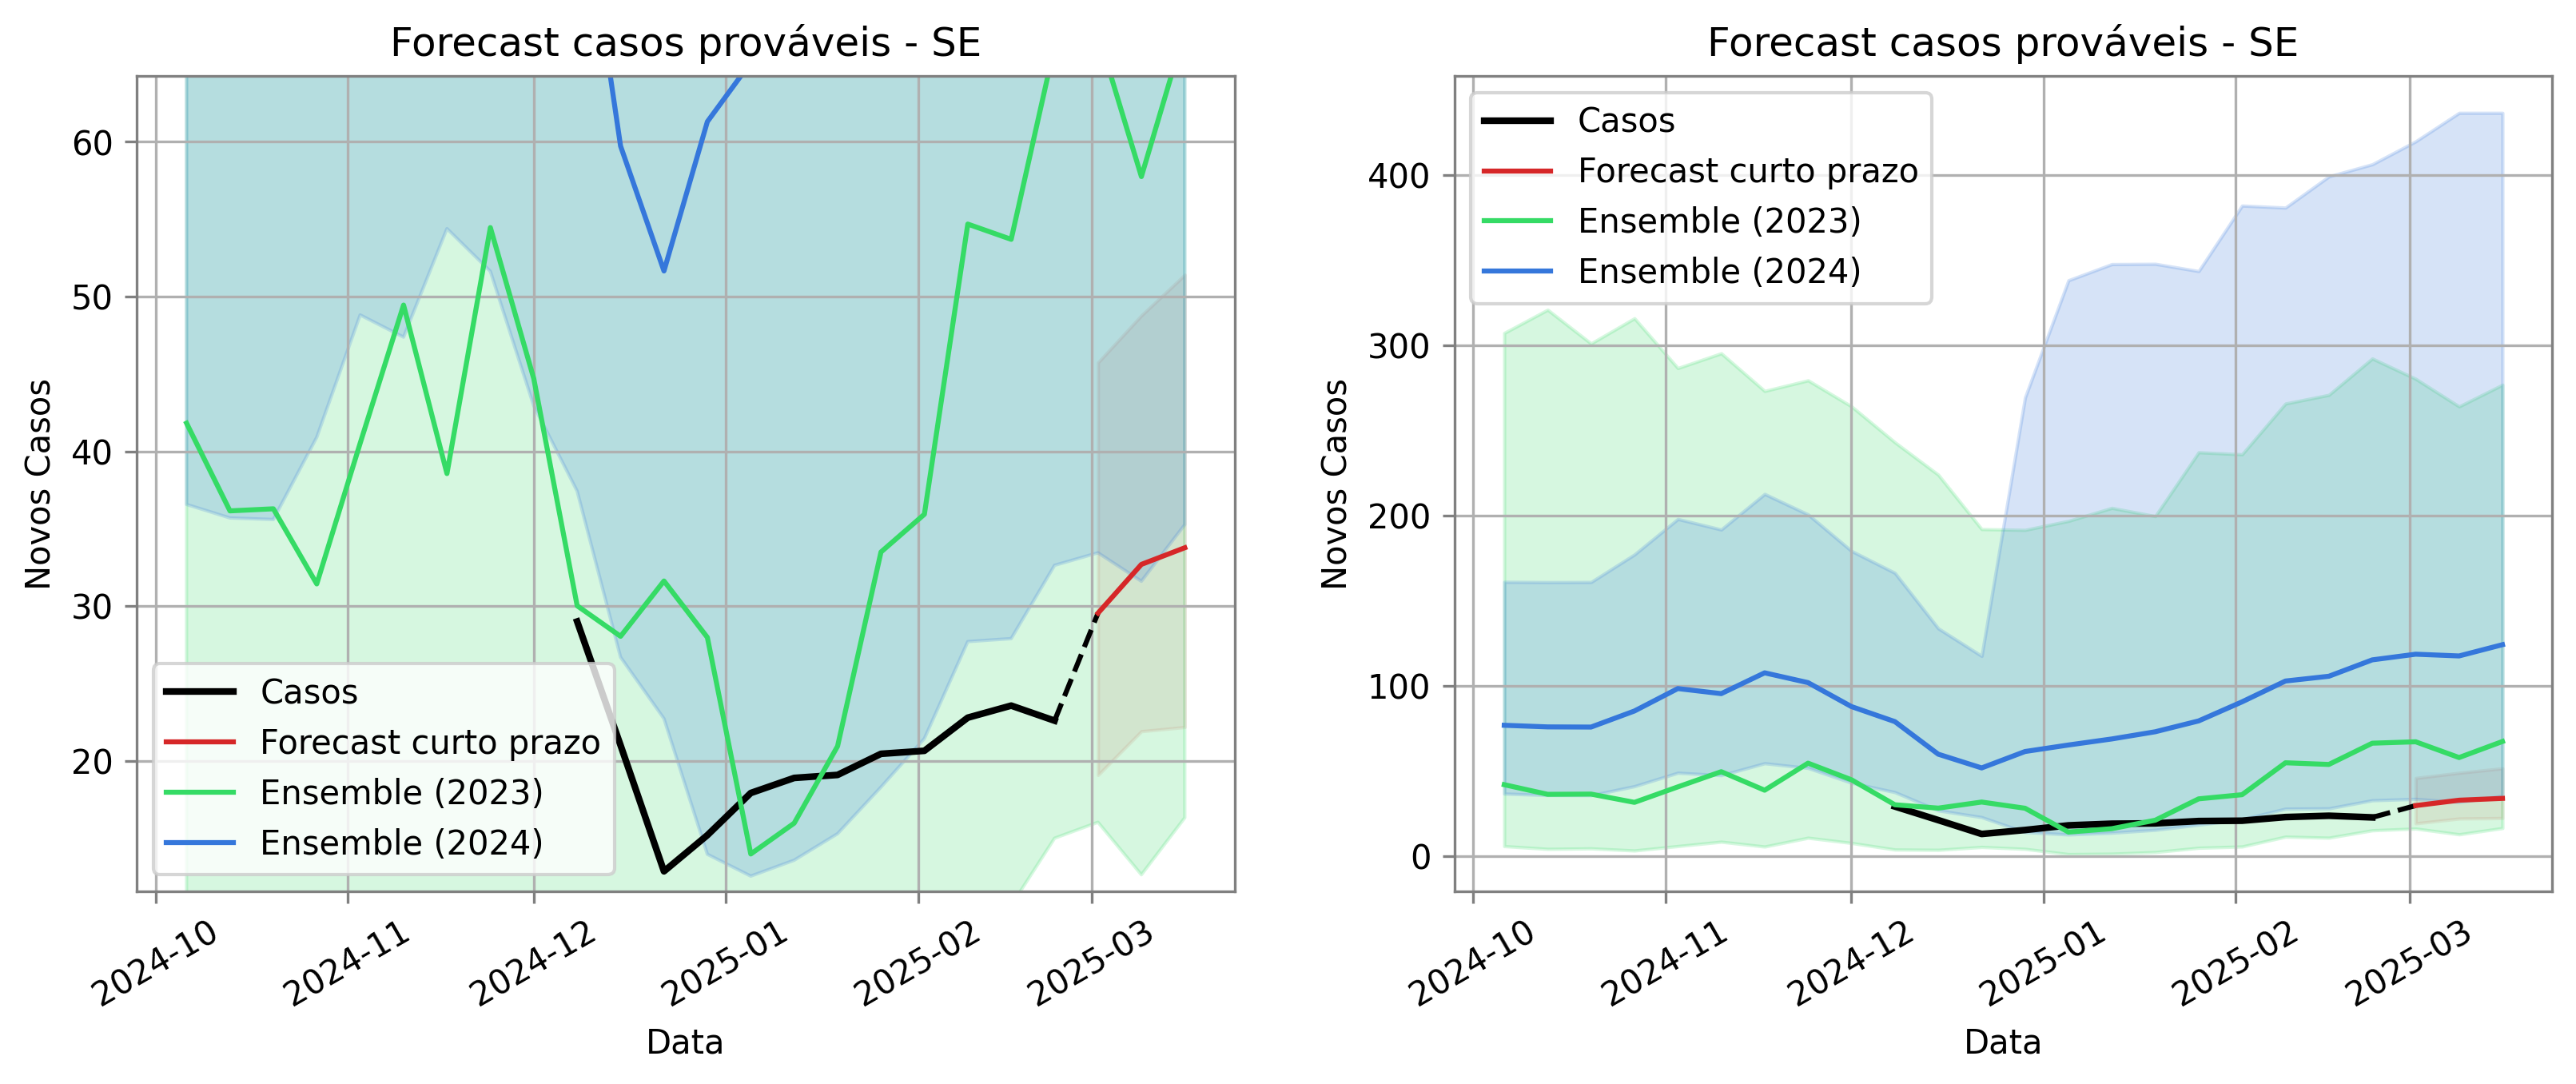 Forecast casos prováveis - SE
Novos Casos
60
50
40
30
20
Casos
Forecast curto prazo
Ensemble (2023)
Ensemble (2024)
2024-10
2024-11
2024-12
2025-01
2025-02
2025-03
Data
Forecast casos prováveis - SE
Novos Casos
400
300
200
100
0
Casos
Forecast curto prazo
Ensemble (2023)
Ensemble (2024)
2024-10
2024-11
2024-12
2025-01
2025-02
2025-03
Data